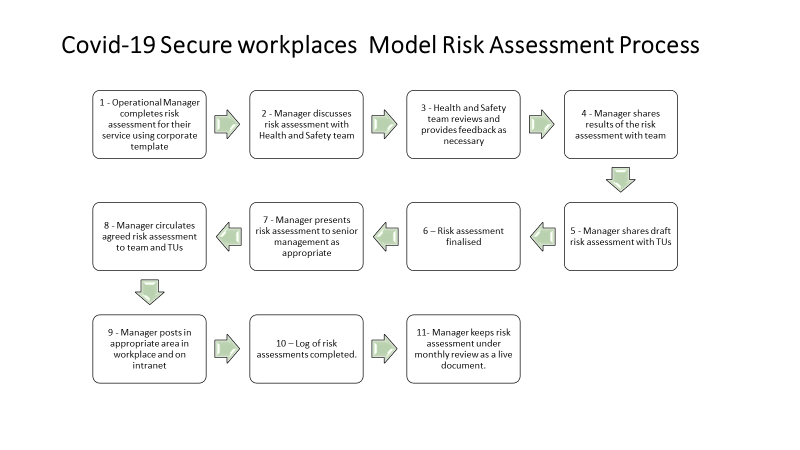 Covid-19 Secure workplaces  Model Risk Assessment Process
1 - Operational Manager
completes risk
assessment for their
service using corporate
template
2 - Manager discusses
risk assessment with
Health and Safety team
3 - Health and Safety
team reviews and
provides feedback as
necessary
4 - Manager shares
results of the risk
assessment with team
5 - Manager shares draft
risk assessment with TUs
6 – Risk assessment
finalised
7 - Manager presents
risk assessment to senior
management as
appropriate
8 - Manager circulates
agreed risk assessment
to team and TUs
9 - Manager posts in
appropriate area in
workplace and on
intranet
10 – Log of risk
assessments completed.
11- Manager keeps risk
assessment under
monthly review as a live
document.